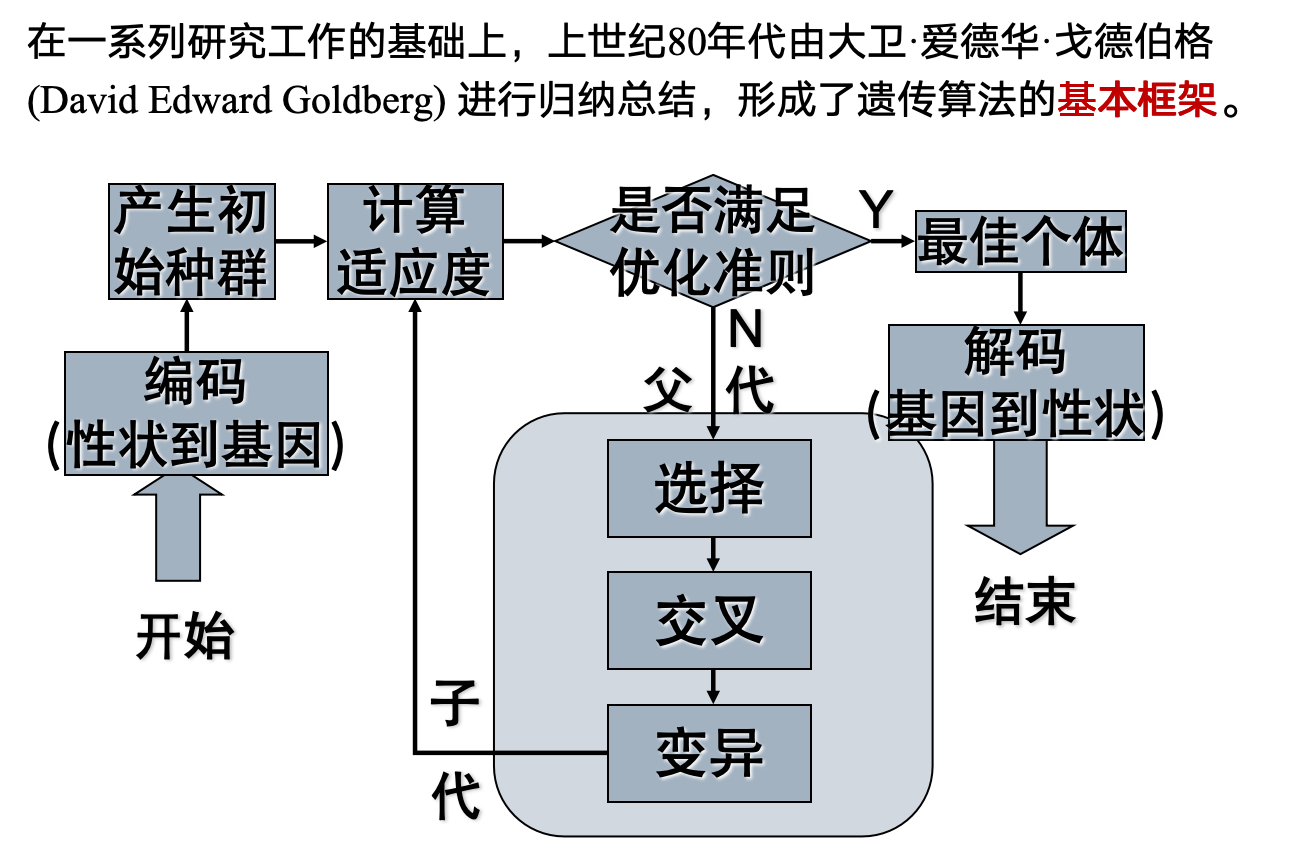 在一系列研究工作的基础上，上世纪80年代由大卫·爱德华·戈德伯格
(David Edward Goldberg) 进行归纳总结，形成了遗传算法的基本框架。
产生初
始种群
计算
适应度
是否满足
优化准则
Y
最佳个体
N
父 代
编码
(性状到基因)
解码
(基因到性状)
选择
交叉
变异
子
代
开始
结束